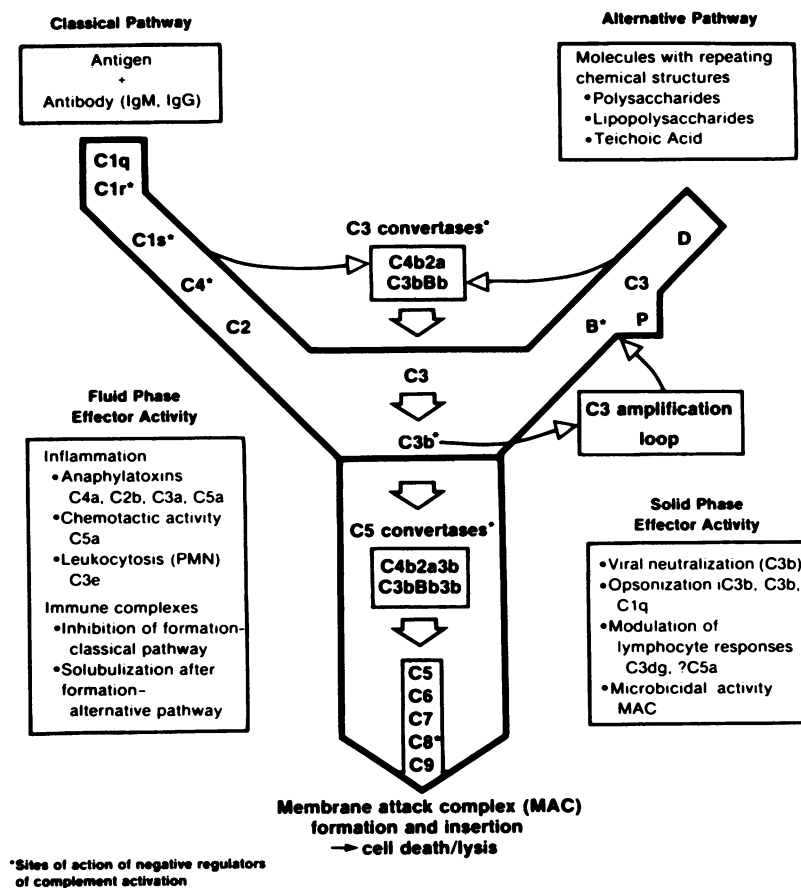 Classical Pathway
Antigen
+
Antibody (IgM, IgG)
Alternative Pathway
Molecules with repeating
chemical structures
•Polysaccharides
•Lipopolysaccharides
•Teichoic Acid
C1q
C1r*
C1s*
C4*
C2
C3 convertases*
C4b2a
C3bBb
D
C3
P
B*
C3
C3b*
C3 amplification
loop
Fluid Phase
Effector Activity
Inflammation
•Anaphylatoxins
C4a, C2b, C3a, C5a
•Chemotactic activity
C5a
•Leukocytosis (PMN)
C3e
Immune complexes
•Inhibition of formation–
classical pathway
•Solubilization after
formation–
alternative pathway
C5 convertases*
C4b2a3b
C3bBb3b
C5
C6
C7
C8*
C9
Solid Phase
Effector Activity
•Viral neutralization (C3b)
•Opsonization iC3b, C3b,
C1q
•Modulation of
lymphocyte responses
C3dg, ?C5a
•Microbicidal activity
MAC
Membrane attack complex (MAC)
formation and insertion
→ cell death/lysis
*Sites of action of negative regulators
of complement activation